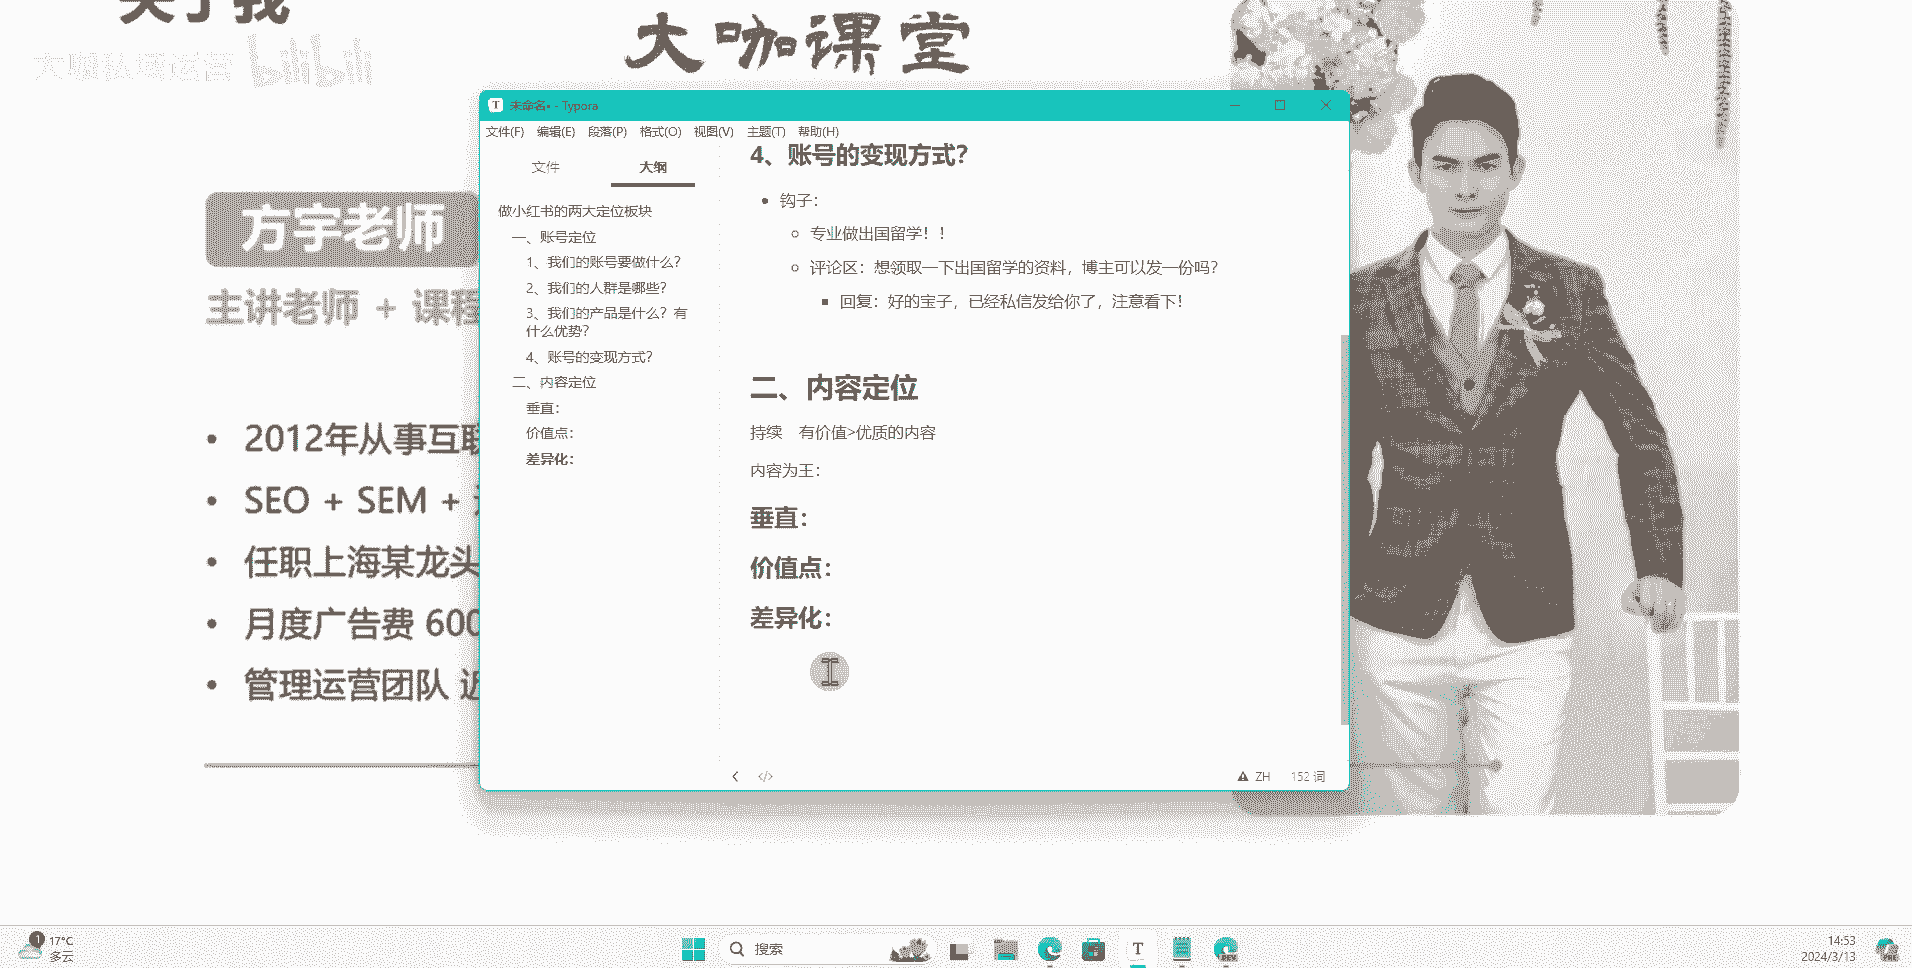 关于我
大咖课堂
bilibili
方宇老师
主讲老师 + 课程
• 2012年从事互联
• SEO + SEM +
• 任职上海某龙头
• 月度广告费 600
• 管理运营团队 近
未命名• - Typora
文件(F) 编辑(E) 段落(P) 格式(O) 视图(V) 主题(T) 帮助(H)
文件 大纲
做小红书的两大定位板块
一、账号定位
1、我们的账号要做什么？
2、我们的人群是哪些？
3、我们的产品是什么？有
什么优势？
4、账号的变现方式？
二、内容定位
垂直：
价值点：
差异化：
4、账号的变现方式？
钩子：
专业做出国留学！！
评论区：想领取一下出国留学的资料，博主可以发一份吗？
回复：好的宝子，已经私信发给你了，注意看下！
二、内容定位
持续 有价值>优质的内容
内容为王：
垂直：
价值点：
差异化：
ZH 152 词
1 17°C
多云
搜索
T
DEV
14:53
2024/3/13
PRE